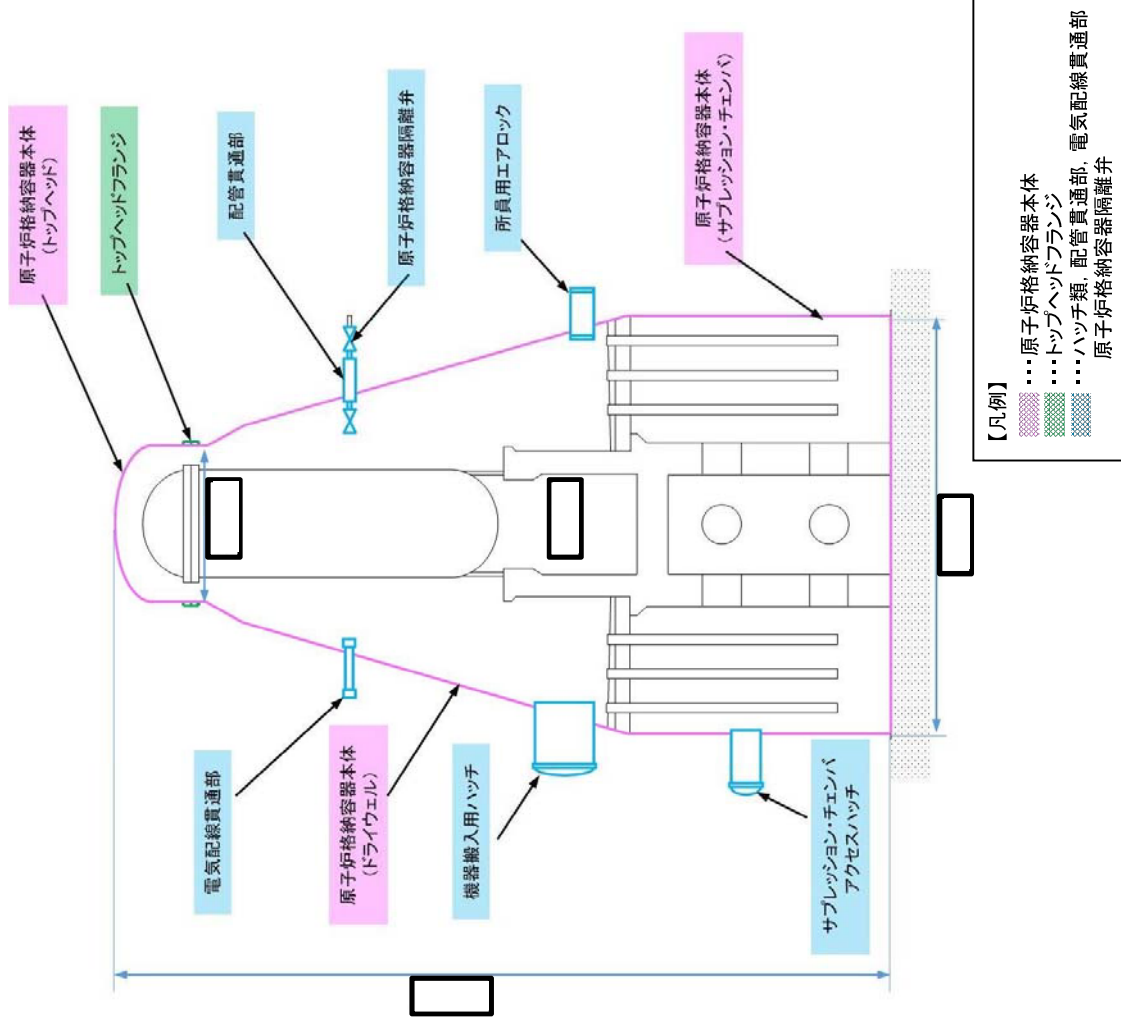 原子炉格納容器本体
(トップヘッド)
トップヘッドフランジ
配管貫通部
原子炉格納容器隔離弁
所員用エアロック
原子炉格納容器本体
(サプレッション・チェンバ)
電気配線貫通部
原子炉格納容器本体
(ドライウェル)
機器搬入用ハッチ
サプレッション・チェンバ
アクセスハッチ
【凡例】
・・・原子炉格納容器本体
・・・トップヘッドフランジ
・・・ハッチ類，配管貫通部，電気配線貫通部
原子炉格納容器隔離弁